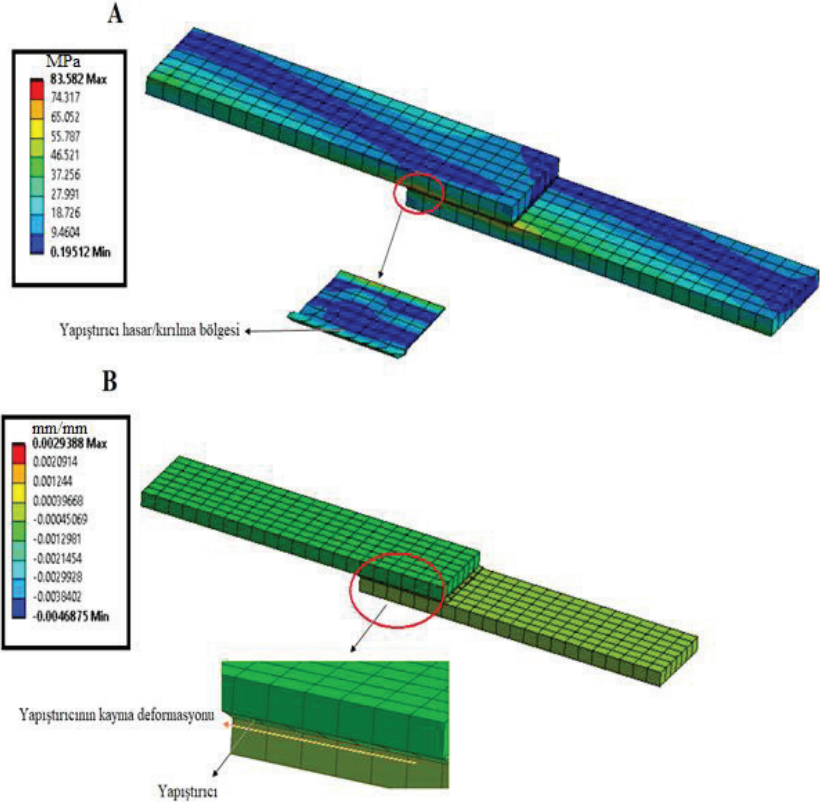 A
MPa
83.582 Max
74.317
65.052
55.787
46.521
37.256
27.991
18.726
9.4604
0.19512 Min
Yapıştırıcı hasar/kırılma bölgesi
B
mm/mm
0.0029388 Max
0.0020914
0.001244
0.00039668
-0.00045069
-0.0012981
-0.0021454
-0.0029928
-0.0038402
-0.0046875 Min
Yapıştırıcının kayma deformasyonu
Yapıştırıcı